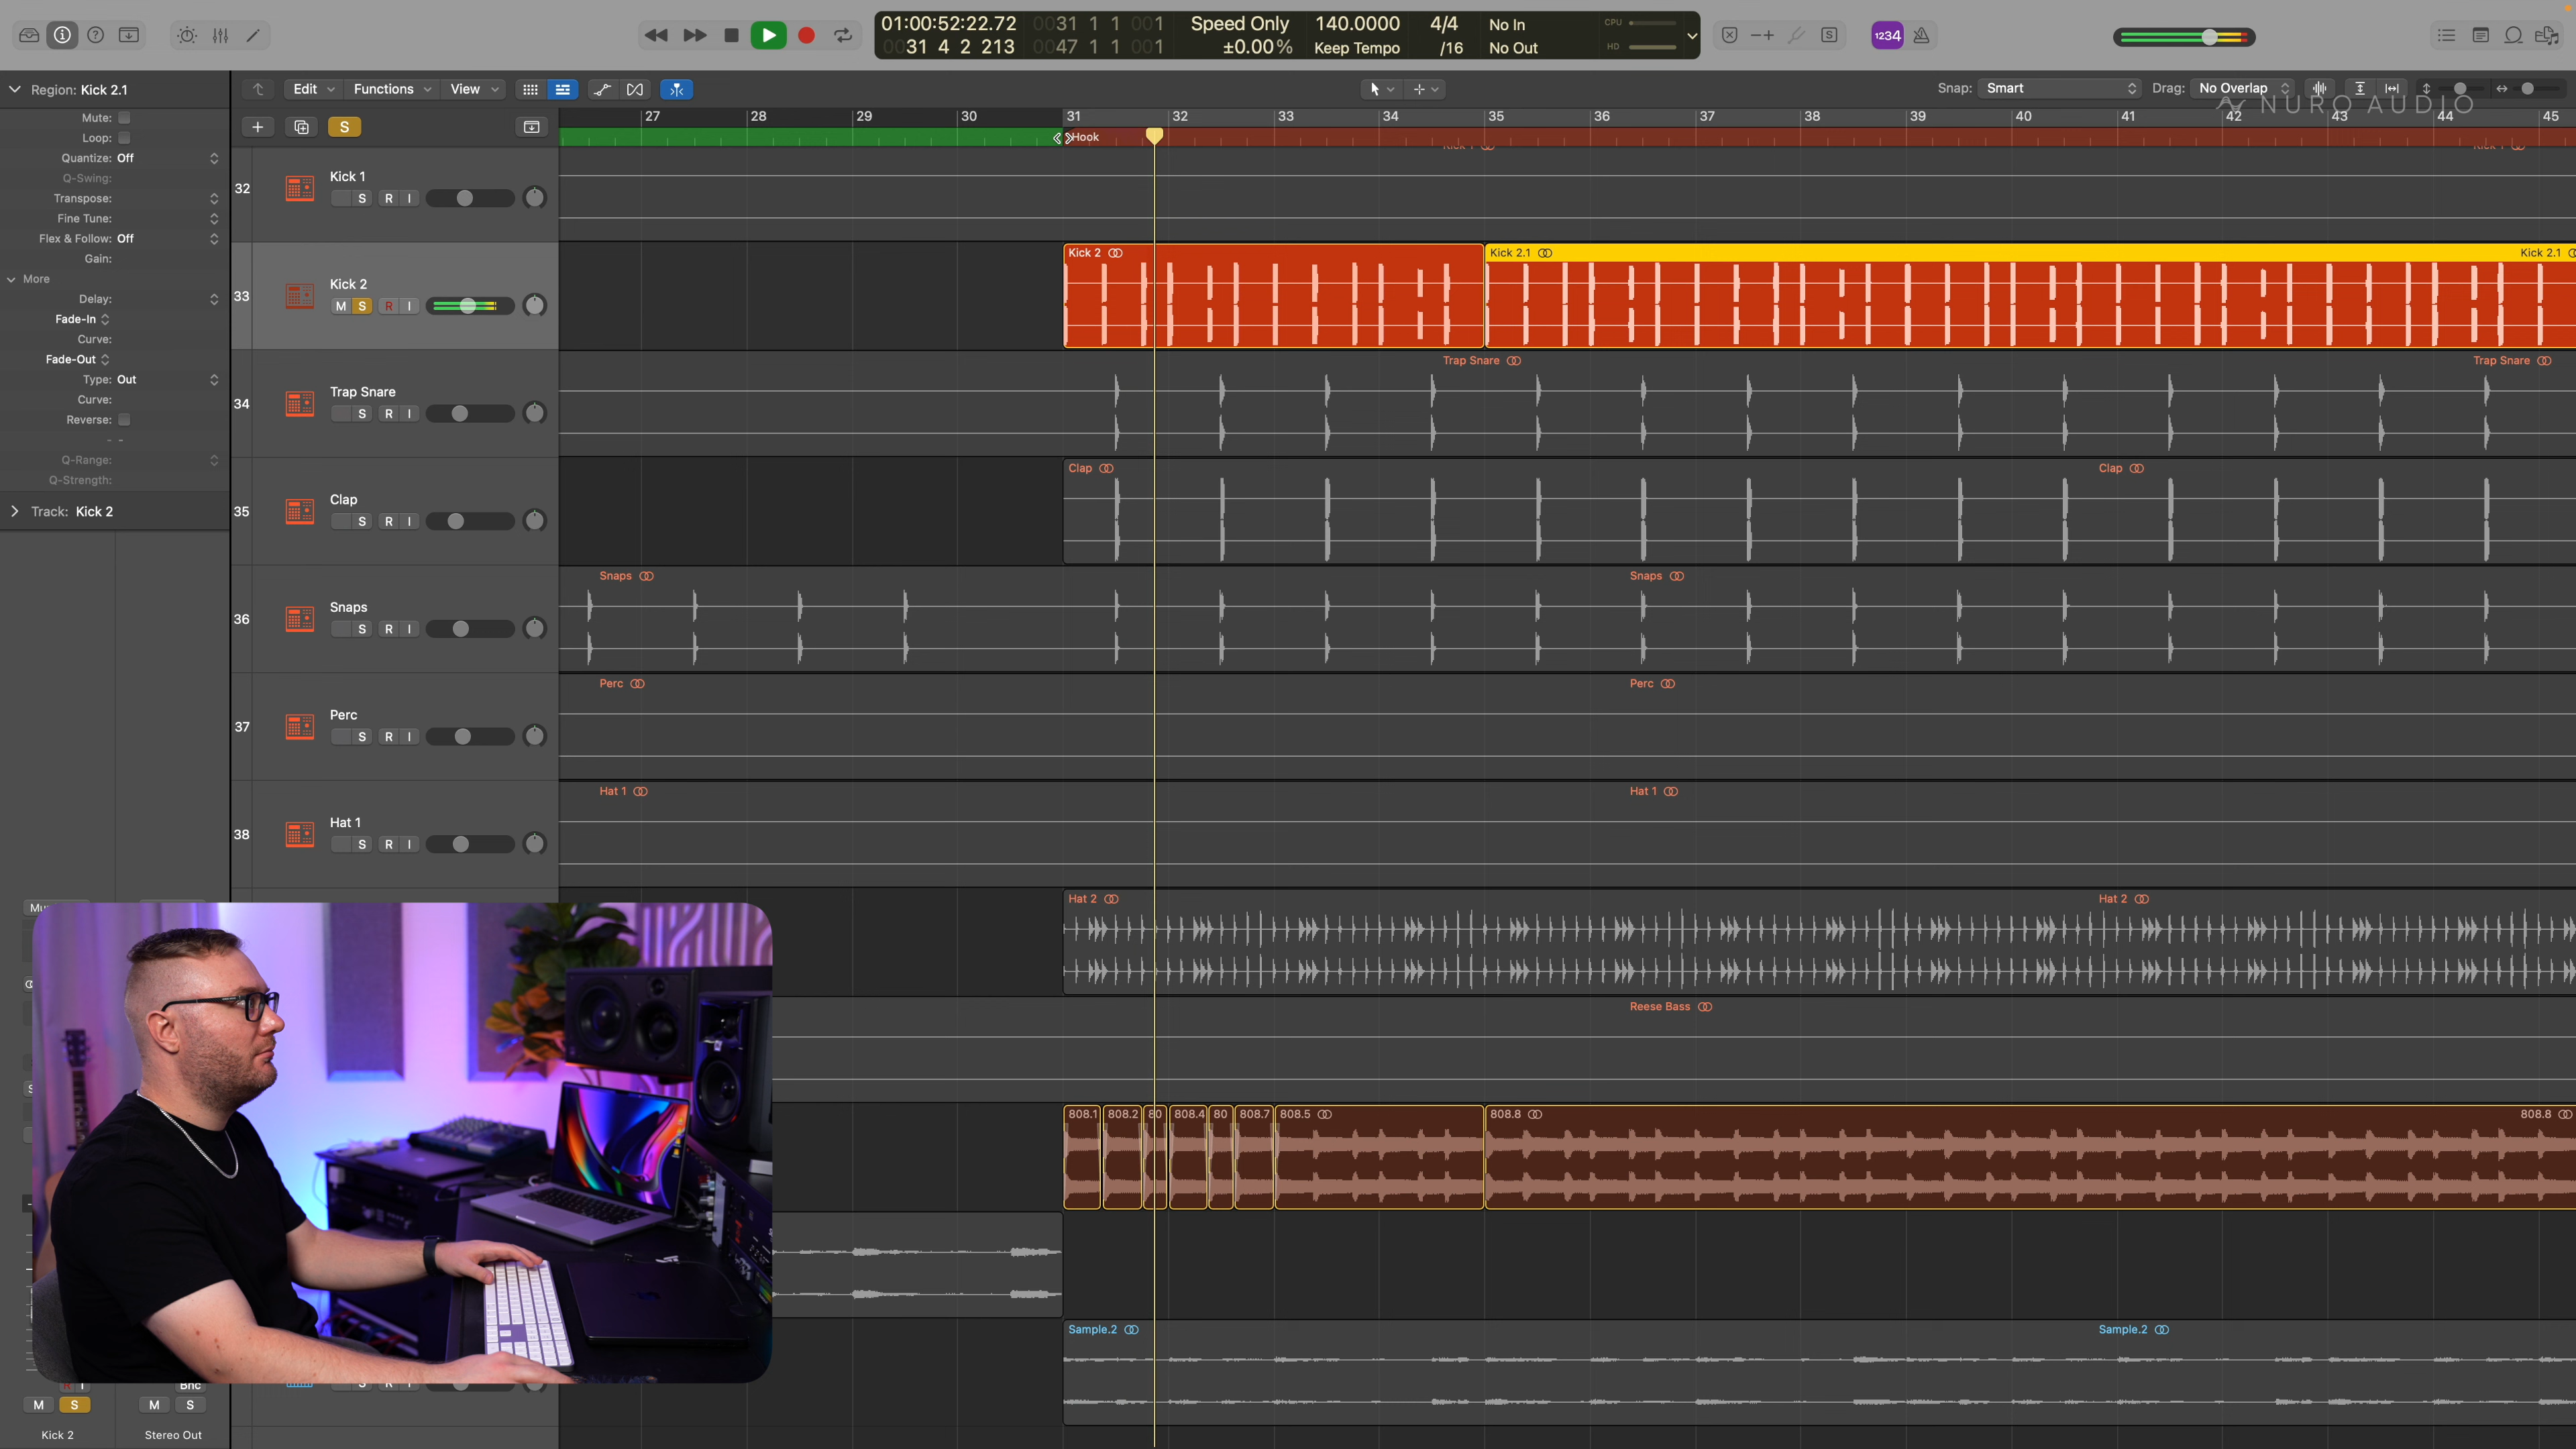 01:00:52:22.72
0031 1 1 001
Speed Only
140.0000
4/4
No In
CPU
0031 4 2 213
0047 1 1 001
±0.00%
Keep Tempo
/16
No Out
HD
1234
Region: Kick 2.1
Edit
Functions
View
Snap:
Smart
Drag:
No Overlap
NURO AUDIO
Mute:
Loop:
Quantize: Off
Q-Swing:
Transpose:
Fine Tune:
Flex & Follow: Off
Gain:
More
Delay:
Fade-In
Curve:
Fade-Out
Type: Out
Curve:
Reverse:
Q-Range:
Q-Strength:
Track: Kick 2
S
27 28 29 30 31 32 33 34 35 36 37 38 39 40 41 42 43 44 45
Hook
32
Kick 1
S R I
33
Kick 2
M S R I
Kick 2
Kick 2.1
Kick 2.1
34
Trap Snare
S R I
Trap Snare
Trap Snare
35
Clap
S R I
Clap
Clap
36
Snaps
S R I
Snaps
Snaps
37
Perc
S R I
Perc
Perc
38
Hat 1
S R I
Hat 1
Hat 1
Hat 2
Hat 2
Reese Bass
808.1
808.2
80
808.4
80
808.7
808.5
808.8
808.8
Sample.2
Sample.2
Bnc
M S
M S
Kick 2
Stereo Out